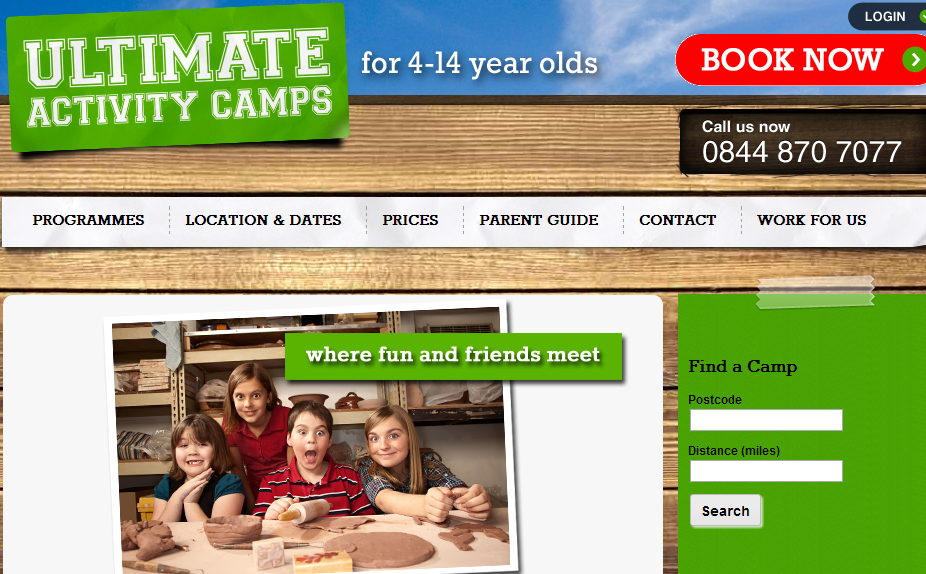 LOGIN
ULTIMATE
ACTIVITY CAMPS
for 4-14 year olds
BOOK NOW
Call us now
0844 870 7077
PROGRAMMES
LOCATION & DATES
PRICES
PARENT GUIDE
CONTACT
WORK FOR US
where fun and friends meet
Find a Camp
Postcode
Distance (miles)
Search